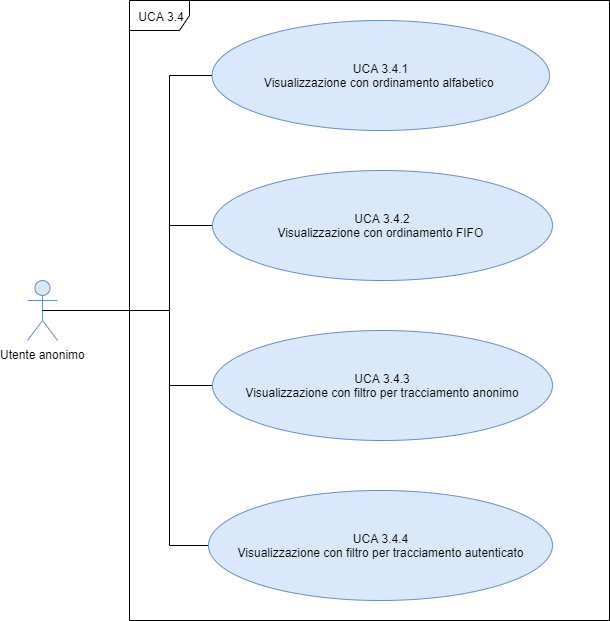 UCA 3.4
UCA 3.4.1
Visualizzazione con ordinamento alfabetico
UCA 3.4.2
Visualizzazione con ordinamento FIFO
Utente anonimo
UCA 3.4.3
Visualizzazione con filtro per tracciamento anonimo
UCA 3.4.4
Visualizzazione con filtro per tracciamento autenticato